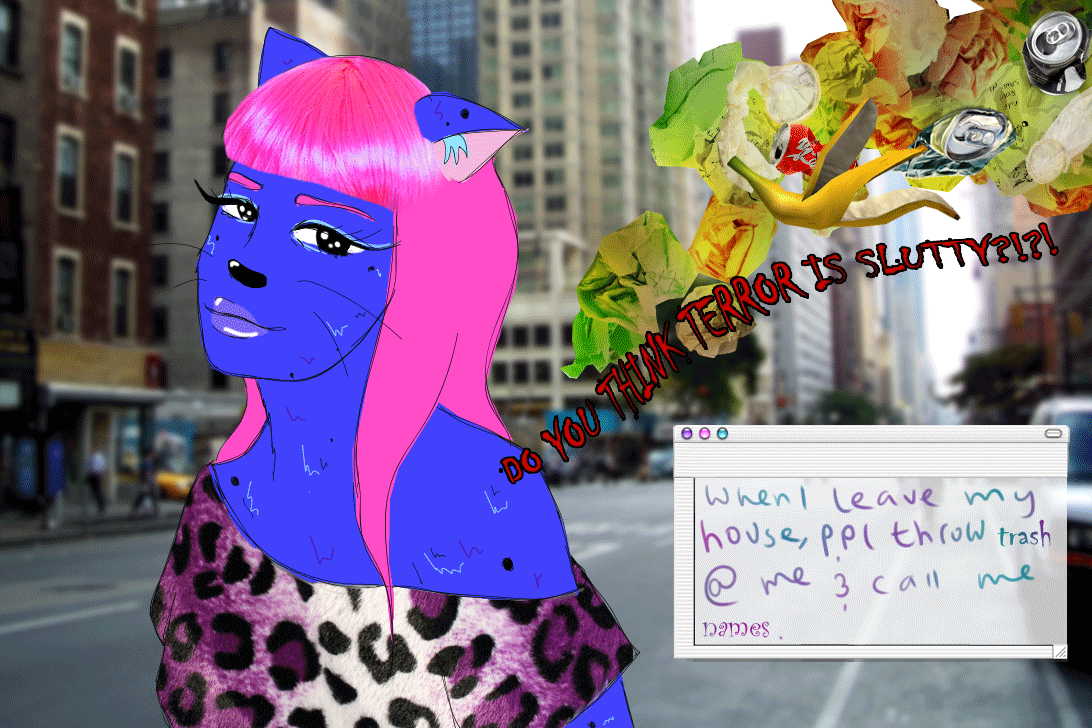 DO YOU THINK TERROR IS SLUTTY?!?!
when I leave my
house, ppl throw trash
@ me & call me
names.